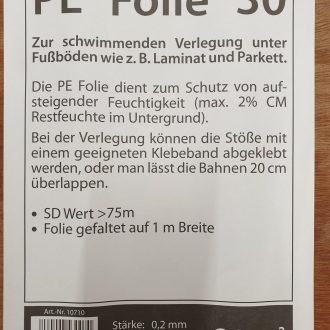 PE Folie 50
Zur schwimmenden Verlegung unter
Fußböden wie z. B. Laminat und Parkett.
Die PE Folie dient zum Schutz von auf-
steigender Feuchtigkeit (max. 2% CM
Restfeuchte im Untergrund).
Bei der Verlegung können die Stöße mit
einem geeigneten Klebeband abgeklebt
werden, oder man lässt die Bahnen 20 cm
überlappen.
• SD Wert >75m
• Folie gefaltet auf 1 m Breite
Art.-Nr. 10710
Stärke: 0,2 mm